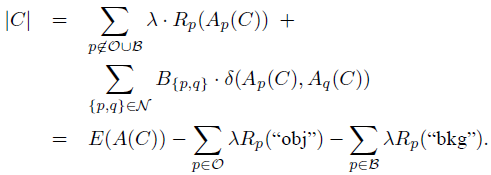 |C| = ∑_{p∉𝒪∪ℬ} λ · R_p(A_p(C)) +
∑_{{p,q}∈𝒩} B_{{p,q}} · δ(A_p(C), A_q(C))
= E(A(C)) − ∑_{p∈𝒪} λR_p(“obj”) − ∑_{p∈ℬ} λR_p(“bkg”).